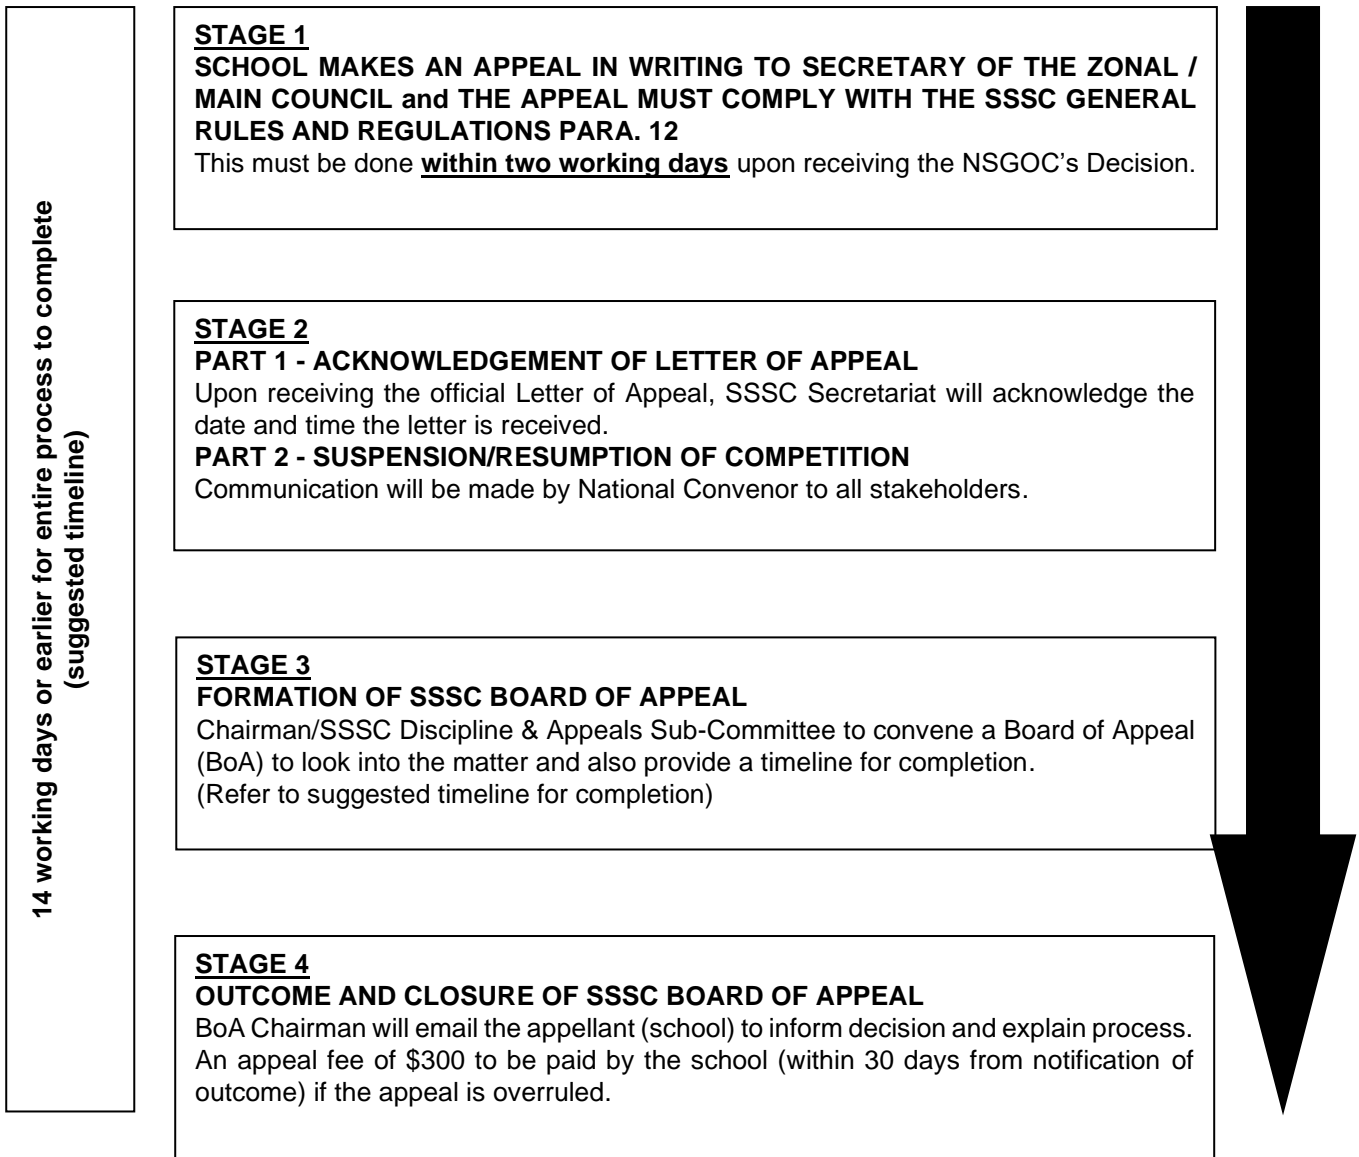 14 working days or earlier for entire process to complete
(suggested timeline)
STAGE 1
SCHOOL MAKES AN APPEAL IN WRITING TO SECRETARY OF THE ZONAL /
MAIN COUNCIL and THE APPEAL MUST COMPLY WITH THE SSSC GENERAL
RULES AND REGULATIONS PARA. 12
This must be done within two working days upon receiving the NSGOC's Decision.
STAGE 2
PART 1 - ACKNOWLEDGEMENT OF LETTER OF APPEAL
Upon receiving the official Letter of Appeal, SSSC Secretariat will acknowledge the
date and time the letter is received.
PART 2 - SUSPENSION/RESUMPTION OF COMPETITION
Communication will be made by National Convenor to all stakeholders.
STAGE 3
FORMATION OF SSSC BOARD OF APPEAL
Chairman/SSSC Discipline & Appeals Sub-Committee to convene a Board of Appeal
(BoA) to look into the matter and also provide a timeline for completion.
(Refer to suggested timeline for completion)
STAGE 4
OUTCOME AND CLOSURE OF SSSC BOARD OF APPEAL
BoA Chairman will email the appellant (school) to inform decision and explain process.
An appeal fee of $300 to be paid by the school (within 30 days from notification of
outcome) if the appeal is overruled.